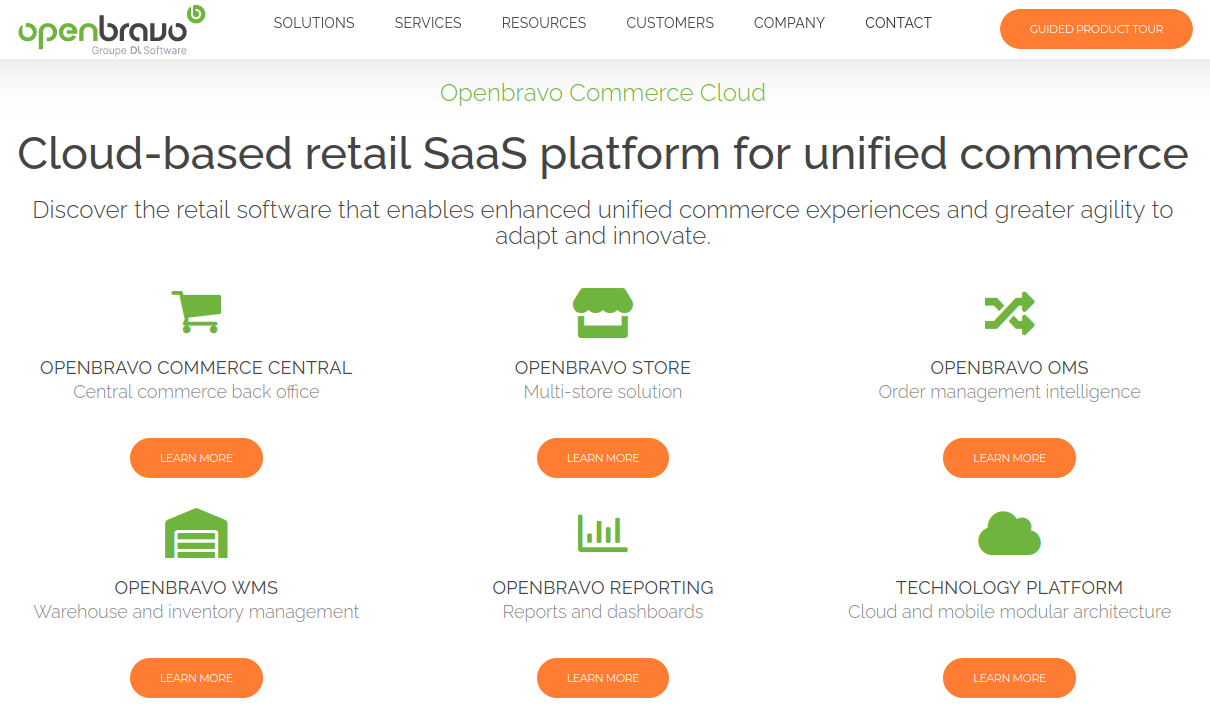 openbravo
Groupe DL Software
SOLUTIONS
SERVICES
RESOURCES
CUSTOMERS
COMPANY
CONTACT
GUIDED PRODUCT TOUR
Openbravo Commerce Cloud
Cloud-based retail SaaS platform for unified commerce
Discover the retail software that enables enhanced unified commerce experiences and greater agility to
adapt and innovate.
OPENBRAVO COMMERCE CENTRAL
Central commerce back office
LEARN MORE
OPENBRAVO STORE
Multi-store solution
LEARN MORE
OPENBRAVO OMS
Order management intelligence
LEARN MORE
OPENBRAVO WMS
Warehouse and inventory management
LEARN MORE
OPENBRAVO REPORTING
Reports and dashboards
LEARN MORE
TECHNOLOGY PLATFORM
Cloud and mobile modular architecture
LEARN MORE